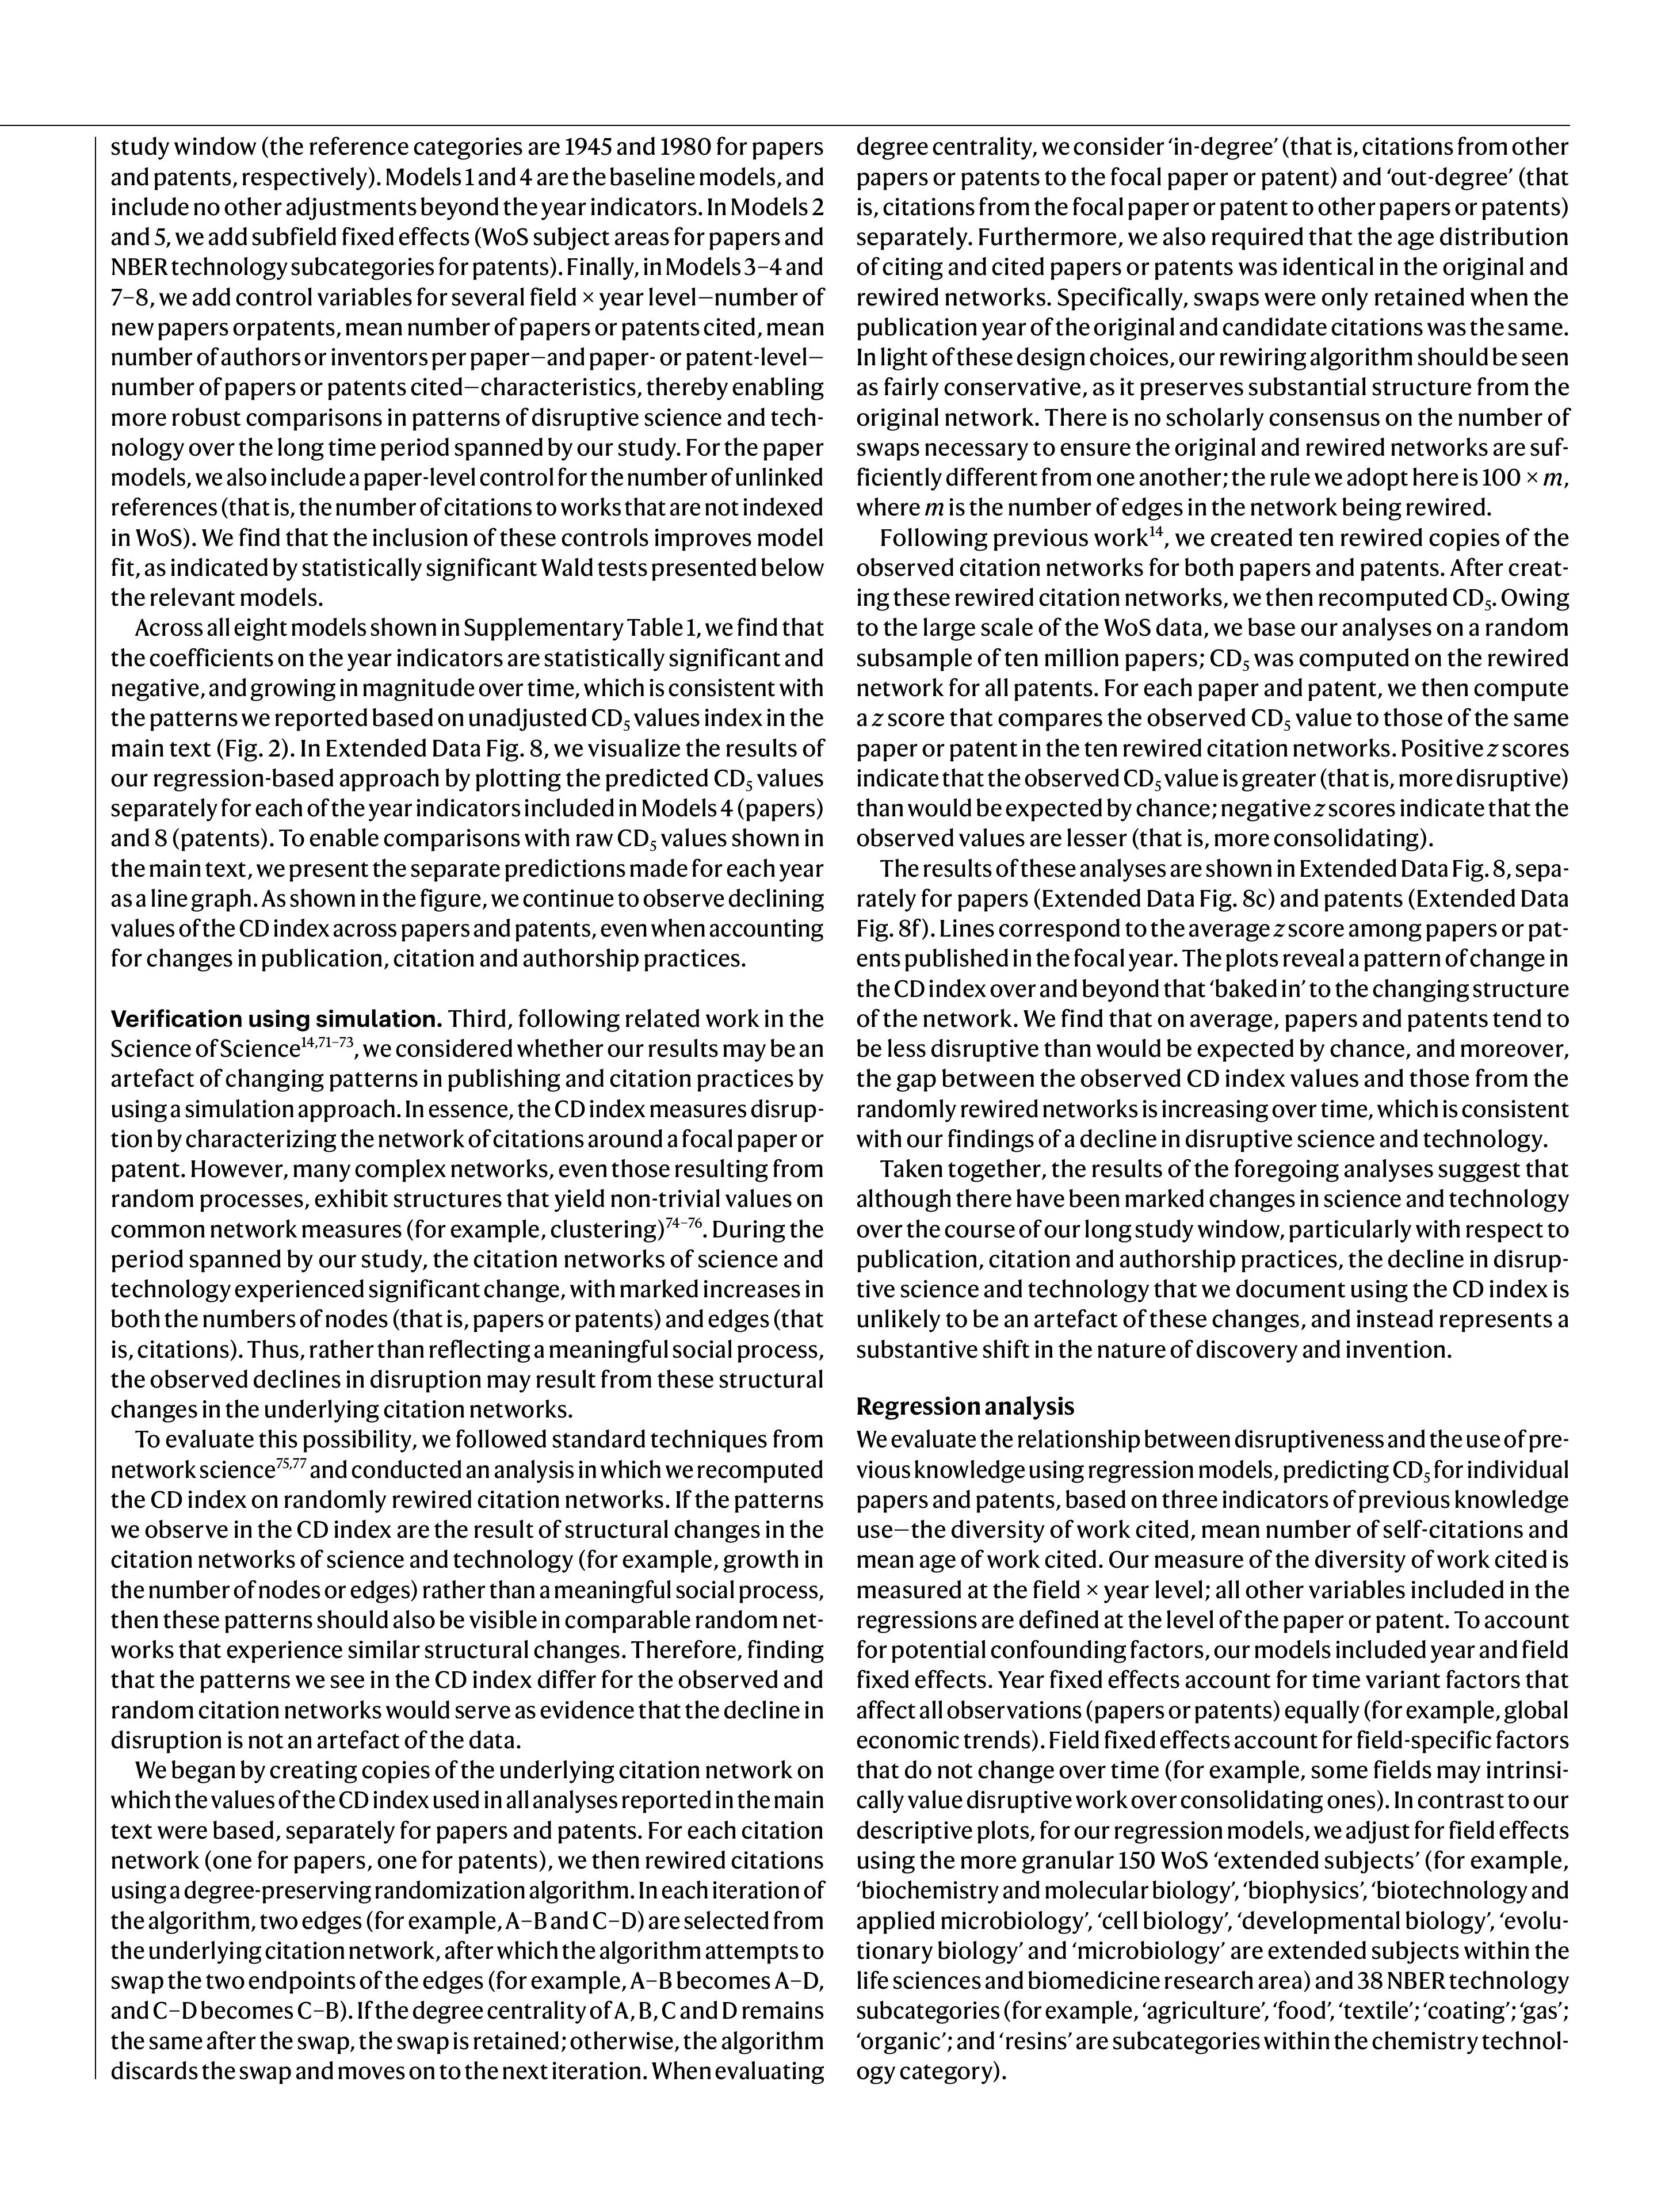 study window (the reference categories are 1945 and 1980 for papers
and patents, respectively). Models 1 and 4 are the baseline models, and
include no other adjustments beyond the year indicators. In Models 2
and 5, we add subfield fixed effects (WoS subject areas for papers and
NBER technology subcategories for patents). Finally, in Models 3–4 and
7–8, we add control variables for several field × year level—number of
new papers orpatents, mean number of papers or patents cited, mean
number of authors or inventors per paper—and paper- or patent-level—
number of papers or patents cited—characteristics, thereby enabling
more robust comparisons in patterns of disruptive science and tech-
nology over the long time period spanned by our study. For the paper
models, we also include a paper-level control for the number of unlinked
references (that is, the number of citations to works that are not indexed
in WoS). We find that the inclusion of these controls improves model
fit, as indicated by statistically significant Wald tests presented below
the relevant models.
Across all eight models shown in Supplementary Table 1, we find that
the coefficients on the year indicators are statistically significant and
negative, and growing in magnitude over time, which is consistent with
the patterns we reported based on unadjusted CD₅ values index in the
main text (Fig. 2). In Extended Data Fig. 8, we visualize the results of
our regression-based approach by plotting the predicted CD₅ values
separately for each of the year indicators included in Models 4 (papers)
and 8 (patents). To enable comparisons with raw CD₅ values shown in
the main text, we present the separate predictions made for each year
as a line graph. As shown in the figure, we continue to observe declining
values of the CD index across papers and patents, even when accounting
for changes in publication, citation and authorship practices.
Verification using simulation. Third, following related work in the
Science of Science¹⁴,⁷¹⁻⁷³, we considered whether our results may be an
artefact of changing patterns in publishing and citation practices by
using a simulation approach. In essence, the CD index measures disrup-
tion by characterizing the network of citations around a focal paper or
patent. However, many complex networks, even those resulting from
random processes, exhibit structures that yield non-trivial values on
common network measures (for example, clustering)⁷⁴⁻⁷⁶. During the
period spanned by our study, the citation networks of science and
technology experienced significant change, with marked increases in
both the numbers of nodes (that is, papers or patents) and edges (that
is, citations). Thus, rather than reflecting a meaningful social process,
the observed declines in disruption may result from these structural
changes in the underlying citation networks.
To evaluate this possibility, we followed standard techniques from
network science⁷⁵,⁷⁷ and conducted an analysis in which we recomputed
the CD index on randomly rewired citation networks. If the patterns
we observe in the CD index are the result of structural changes in the
citation networks of science and technology (for example, growth in
the number of nodes or edges) rather than a meaningful social process,
then these patterns should also be visible in comparable random net-
works that experience similar structural changes. Therefore, finding
that the patterns we see in the CD index differ for the observed and
random citation networks would serve as evidence that the decline in
disruption is not an artefact of the data.
We began by creating copies of the underlying citation network on
which the values of the CD index used in all analyses reported in the main
text were based, separately for papers and patents. For each citation
network (one for papers, one for patents), we then rewired citations
using a degree-preserving randomization algorithm. In each iteration of
the algorithm, two edges (for example, A–B and C–D) are selected from
the underlying citation network, after which the algorithm attempts to
swap the two endpoints of the edges (for example, A–B becomes A–D,
and C–D becomes C–B). If the degree centrality of A, B, C and D remains
the same after the swap, the swap is retained; otherwise, the algorithm
discards the swap and moves on to the next iteration. When evaluating
degree centrality, we consider ‘in-degree’ (that is, citations from other
papers or patents to the focal paper or patent) and ‘out-degree’ (that
is, citations from the focal paper or patent to other papers or patents)
separately. Furthermore, we also required that the age distribution
of citing and cited papers or patents was identical in the original and
rewired networks. Specifically, swaps were only retained when the
publication year of the original and candidate citations was the same.
In light of these design choices, our rewiring algorithm should be seen
as fairly conservative, as it preserves substantial structure from the
original network. There is no scholarly consensus on the number of
swaps necessary to ensure the original and rewired networks are suf-
ficiently different from one another; the rule we adopt here is 100 × m,
where m is the number of edges in the network being rewired.
Following previous work¹⁴, we created ten rewired copies of the
observed citation networks for both papers and patents. After creat-
ing these rewired citation networks, we then recomputed CD₅. Owing
to the large scale of the WoS data, we base our analyses on a random
subsample of ten million papers; CD₅ was computed on the rewired
network for all patents. For each paper and patent, we then compute
a z score that compares the observed CD₅ value to those of the same
paper or patent in the ten rewired citation networks. Positive z scores
indicate that the observed CD₅ value is greater (that is, more disruptive)
than would be expected by chance; negative z scores indicate that the
observed values are lesser (that is, more consolidating).
The results of these analyses are shown in Extended Data Fig. 8, sepa-
rately for papers (Extended Data Fig. 8c) and patents (Extended Data
Fig. 8f). Lines correspond to the average z score among papers or pat-
ents published in the focal year. The plots reveal a pattern of change in
the CD index over and beyond that ‘baked in’ to the changing structure
of the network. We find that on average, papers and patents tend to
be less disruptive than would be expected by chance, and moreover,
the gap between the observed CD index values and those from the
randomly rewired networks is increasing over time, which is consistent
with our findings of a decline in disruptive science and technology.
Taken together, the results of the foregoing analyses suggest that
although there have been marked changes in science and technology
over the course of our long study window, particularly with respect to
publication, citation and authorship practices, the decline in disrup-
tive science and technology that we document using the CD index is
unlikely to be an artefact of these changes, and instead represents a
substantive shift in the nature of discovery and invention.
Regression analysis
We evaluate the relationship between disruptiveness and the use of pre-
vious knowledge using regression models, predicting CD₅ for individual
papers and patents, based on three indicators of previous knowledge
use—the diversity of work cited, mean number of self-citations and
mean age of work cited. Our measure of the diversity of work cited is
measured at the field × year level; all other variables included in the
regressions are defined at the level of the paper or patent. To account
for potential confounding factors, our models included year and field
fixed effects. Year fixed effects account for time variant factors that
affect all observations (papers or patents) equally (for example, global
economic trends). Field fixed effects account for field-specific factors
that do not change over time (for example, some fields may intrinsi-
cally value disruptive work over consolidating ones). In contrast to our
descriptive plots, for our regression models, we adjust for field effects
using the more granular 150 WoS ‘extended subjects’ (for example,
‘biochemistry and molecular biology’, ‘biophysics’, ‘biotechnology and
applied microbiology’, ‘cell biology’, ‘developmental biology’, ‘evolu-
tionary biology’ and ‘microbiology’ are extended subjects within the
life sciences and biomedicine research area) and 38 NBER technology
subcategories (for example, ‘agriculture’, ‘food’, ‘textile’; ‘coating’; ‘gas’;
‘organic’; and ‘resins’ are subcategories within the chemistry technol-
ogy category).